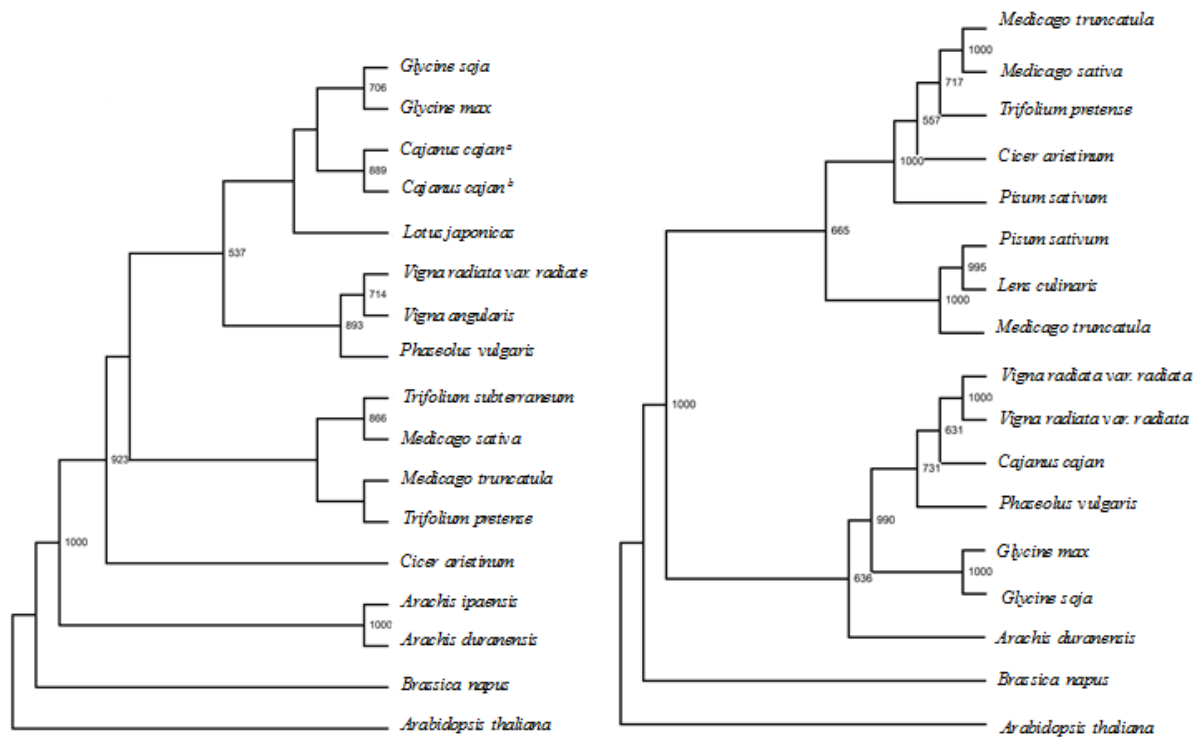 Glycine soja
706
Glycine max
Cajanus cajan a
889
Cajanus cajan b
Lotus japonicas
537
Vigna radiata var. radiate
714
Vigna angularis
893
Phaseolus vulgaris
Trifolium subterraneum
866
Medicago sativa
923
Medicago truncatula
Trifolium pretense
1000
Cicer arietinum
Arachis ipaensis
1000
Arachis duranensis
Brassica napus
Arabidopsis thaliana
Medicago truncatula
1000
Medicago sativa
717
Trifolium pretense
557
Cicer arietinum
1000
Pisum sativum
665
Pisum sativum
995
Lens culinaris
1000
Medicago truncatula
Vigna radiata var. radiata
1000
1000
Vigna radiata var. radiata
631
Cajanus cajan
731
Phaseolus vulgaris
990
Glycine max
1000
636
Glycine soja
Arachis duranensis
Brassica napus
Arabidopsis thaliana